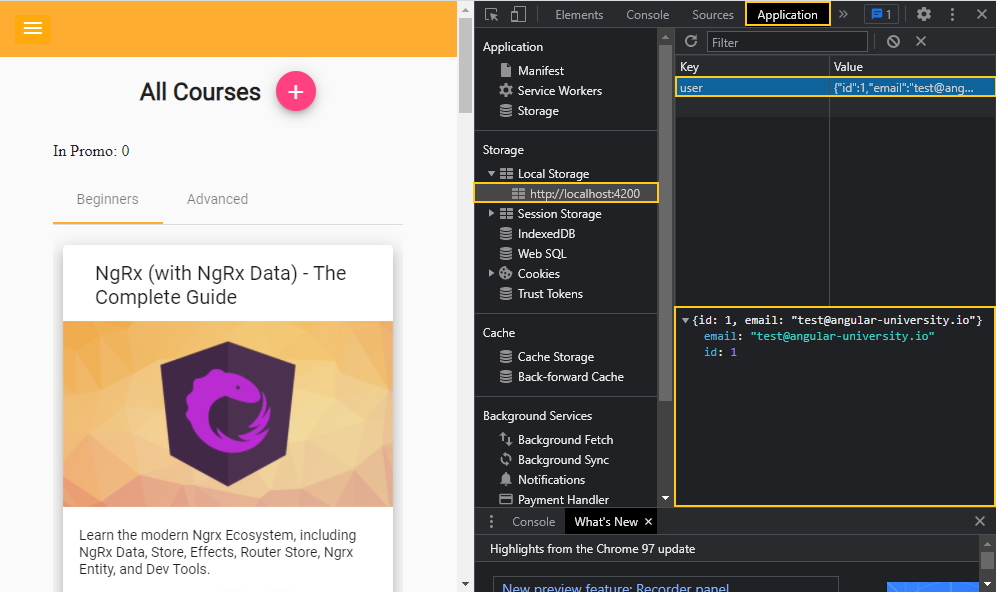 All Courses +
In Promo: 0
Beginners Advanced
NgRx (with NgRx Data) - The
Complete Guide
Learn the modern Ngrx Ecosystem, including
NgRx Data, Store, Effects, Router Store, Ngrx
Entity, and Dev Tools.
Elements Console Sources Application » 1
Application
Manifest
Service Workers
Storage
Storage
Local Storage
http://localhost:4200
Session Storage
IndexedDB
Web SQL
Cookies
Trust Tokens
Cache
Cache Storage
Back-forward Cache
Background Services
Background Fetch
Background Sync
Notifications
Payment Handler
Filter
Key Value
user {"id":1,"email":"test@ang...
{id: 1, email: "test@angular-university.io"}
email: "test@angular-university.io"
id: 1
Console What's New ×
Highlights from the Chrome 97 update
New preview feature: Recorder panel